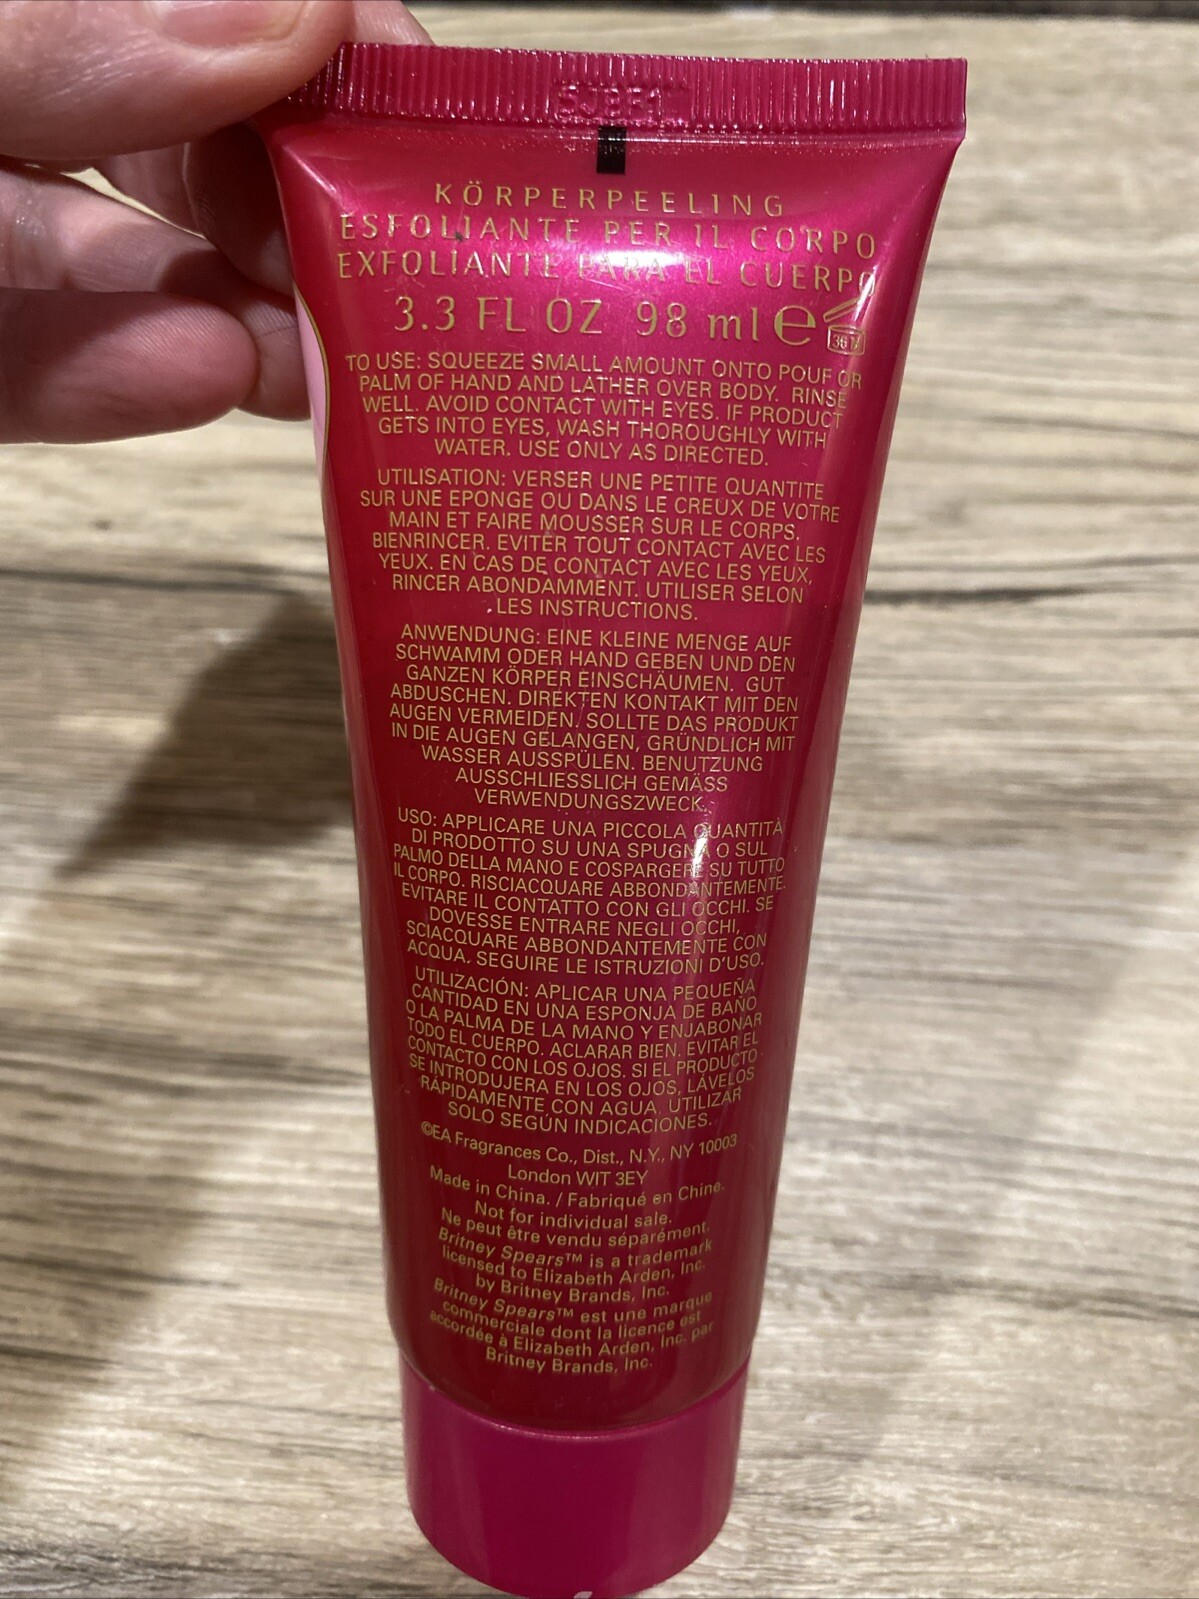 KÖRPERPEELING
ESFOLIANTE PER IL CORPO
EXFOLIANTE PARA EL CUERPO
3.3 FL OZ 98 ml e
TO USE: SQUEEZE SMALL AMOUNT ONTO POUF OR
PALM OF HAND AND LATHER OVER BODY. RINSE
WELL. AVOID CONTACT WITH EYES. IF PRODUCT
GETS INTO EYES, WASH THOROUGHLY WITH
WATER. USE ONLY AS DIRECTED.
UTILISATION: VERSER UNE PETITE QUANTITE
SUR UNE EPONGE OU DANS LE CREUX DE VOTRE
MAIN ET FAIRE MOUSSER SUR LE CORPS.
BIENRINCER. EVITER TOUT CONTACT AVEC LES
YEUX. EN CAS DE CONTACT AVEC LES YEUX,
RINCER ABONDAMMENT. UTILISER SELON
LES INSTRUCTIONS.
ANWENDUNG: EINE KLEINE MENGE AUF
SCHWAMM ODER HAND GEBEN UND DEN
GANZEN KÖRPER EINSCHÄUMEN. GUT
ABDUSCHEN. DIREKTEN KONTAKT MIT DEN
AUGEN VERMEIDEN. SOLLTE DAS PRODUKT
IN DIE AUGEN GELANGEN, GRÜNDLICH MIT
WASSER AUSSPÜLEN. BENUTZUNG
AUSSCHLIESSLICH GEMÄSS
VERWENDUNGSZWECK.
USO: APPLICARE UNA PICCOLA QUANTITÀ
DI PRODOTTO SU UNA SPUGNA O SUL
PALMO DELLA MANO E COSPARGERE SU TUTTO
IL CORPO. RISCIACQUARE ABBONDANTEMENTE.
EVITARE IL CONTATTO CON GLI OCCHI. SE
DOVESSE ENTRARE NEGLI OCCHI,
SCIACQUARE ABBONDANTEMENTE CON
ACQUA. SEGUIRE LE ISTRUZIONI D'USO.
UTILIZACIÓN: APLICAR UNA PEQUEÑA
CANTIDAD EN UNA ESPONJA DE BAÑO
O LA PALMA DE LA MANO Y ENJABONAR
TODO EL CUERPO. ACLARAR BIEN. EVITAR EL
CONTACTO CON LOS OJOS. SI EL PRODUCTO
SE INTRODUJERA EN LOS OJOS, LÁVELOS
RÁPIDAMENTE CON AGUA. UTILIZAR
SOLO SEGÚN INDICACIONES.
©EA Fragrances Co., Dist., N.Y., NY 10003
London WIT 3EY
Made in China. / Fabriqué en Chine.
Not for individual sale.
Ne peut être vendu séparément.
Britney Spears™ is a trademark
licensed to Elizabeth Arden, Inc.
by Britney Brands, Inc.
Britney Spears™ est une marque
commerciale dont la licence est
accordée à Elizabeth Arden, Inc. par
Britney Brands, Inc.